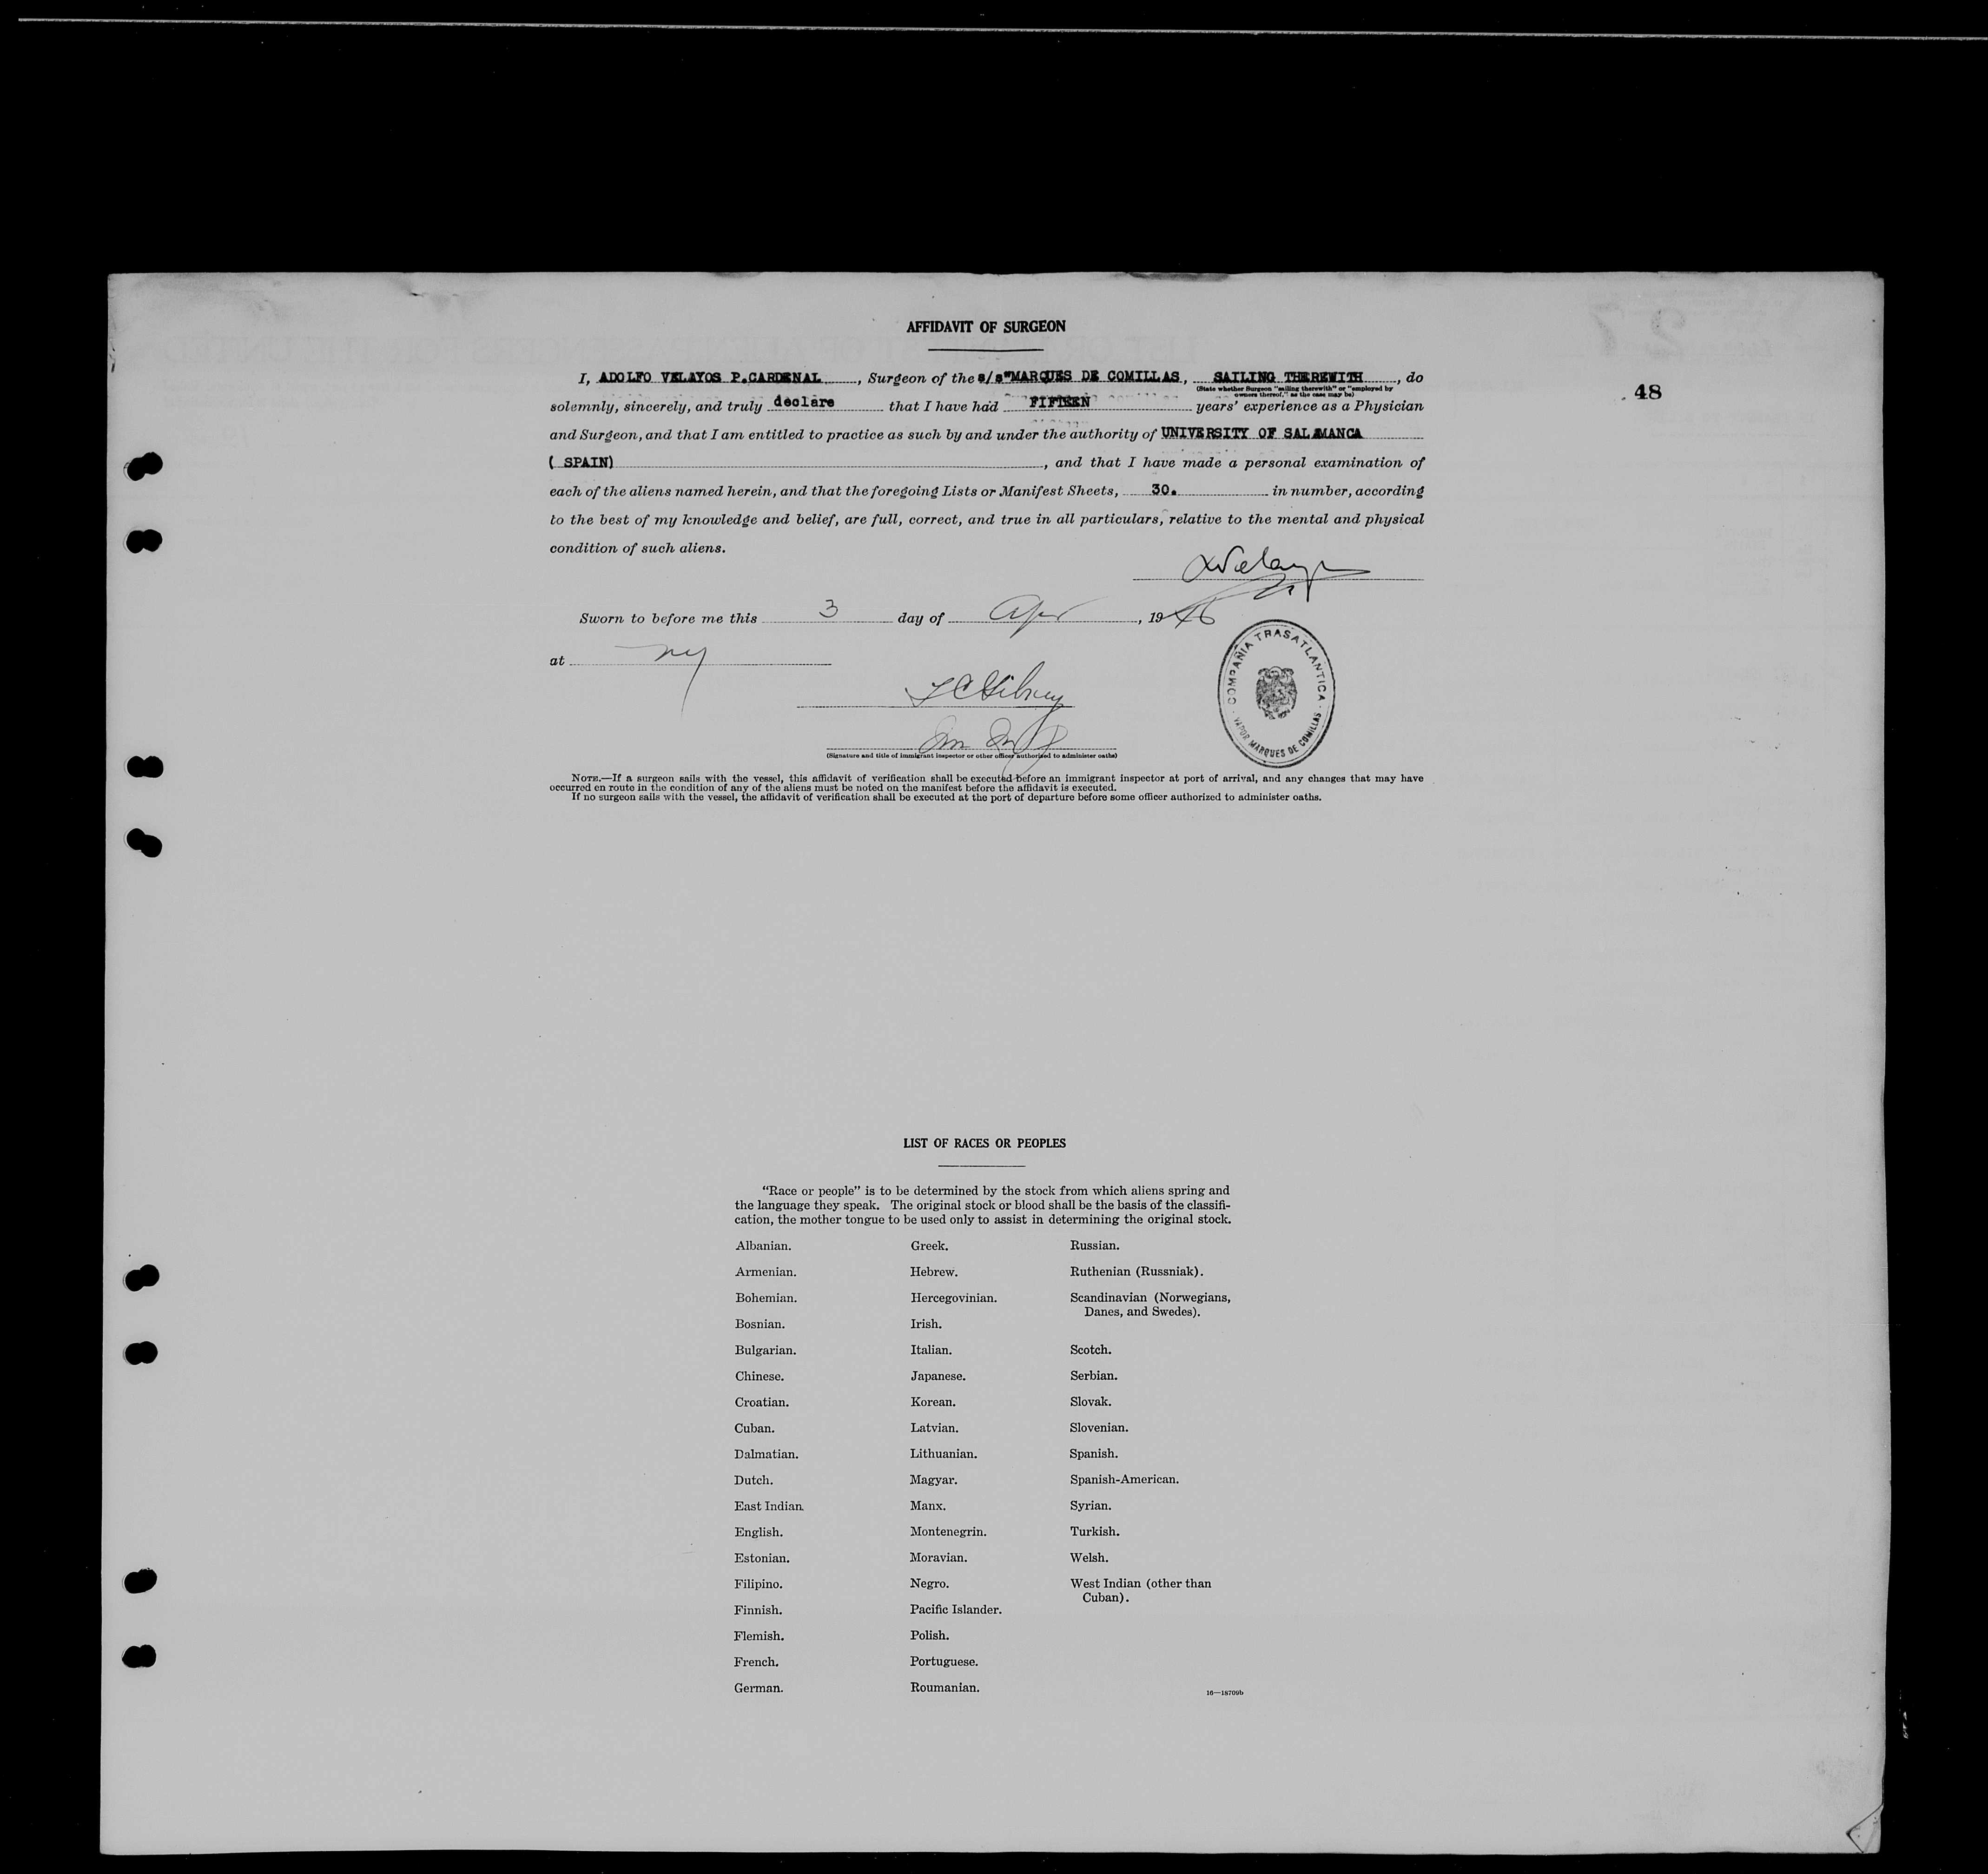 AFFIDAVIT OF SURGEON
I, ADOLFO VELAYOS P.CARDENAL, Surgeon of the s/s"MARQUES DE COMILLAS, SAILING THEREWITH, do
(State whether Surgeon "sailing therewith" or "employed by
owners thereof," as the case may be)
48
solemnly, sincerely, and truly declare that I have had FIFTEEN years' experience as a Physician
and Surgeon, and that I am entitled to practice as such by and under the authority of UNIVERSITY OF SALAMANCA
( SPAIN), and that I have made a personal examination of
each of the aliens named herein, and that the foregoing Lists or Manifest Sheets, 30. in number, according
to the best of my knowledge and belief, are full, correct, and true in all particulars, relative to the mental and physical
condition of such aliens.
Sworn to before me this 3 day of Apr, 1946
at NY
COMPAÑIA TRASATLANTICA
VAPOR MARQUES DE COMILLAS
(Signature and title of immigrant inspector or other officer authorized to administer oaths)
NOTE.—If a surgeon sails with the vessel, this affidavit of verification shall be executed before an immigrant inspector at port of arrival, and any changes that may have
occurred en route in the condition of any of the aliens must be noted on the manifest before the affidavit is executed.
If no surgeon sails with the vessel, the affidavit of verification shall be executed at the port of departure before some officer authorized to administer oaths.
LIST OF RACES OR PEOPLES
"Race or people" is to be determined by the stock from which aliens spring and
the language they speak. The original stock or blood shall be the basis of the classifi-
cation, the mother tongue to be used only to assist in determining the original stock.
Albanian.
Armenian.
Bohemian.
Bosnian.
Bulgarian.
Chinese.
Croatian.
Cuban.
Dalmatian.
Dutch.
East Indian.
English.
Estonian.
Filipino.
Finnish.
Flemish.
French.
German.
Greek.
Hebrew.
Hercegovinian.
Irish.
Italian.
Japanese.
Korean.
Latvian.
Lithuanian.
Magyar.
Manx.
Montenegrin.
Moravian.
Negro.
Pacific Islander.
Polish.
Portuguese.
Roumanian.
Russian.
Ruthenian (Russniak).
Scandinavian (Norwegians,
Danes, and Swedes).
Scotch.
Serbian.
Slovak.
Slovenian.
Spanish.
Spanish-American.
Syrian.
Turkish.
Welsh.
West Indian (other than
Cuban).
16—18709b